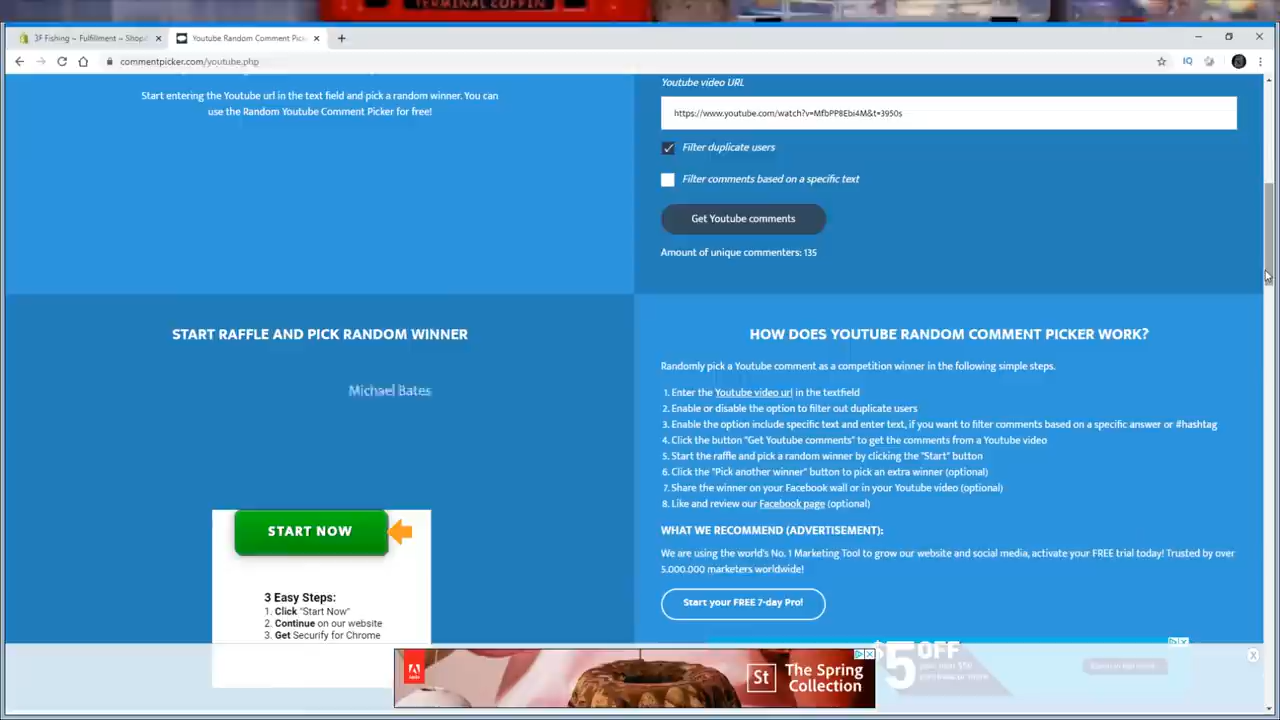 TERMINAL COFFIN
3F Fishing ~ Fulfillment ~ Shopi
Youtube Random Comment Pick
commentpicker.com/youtube.php
Start entering the Youtube url in the text field and pick a random winner. You can
use the Random Youtube Comment Picker for free!
Youtube video URL
https://www.youtube.com/watch?v=MfbPP8Ebi4M&t=3950s
Filter duplicate users
Filter comments based on a specific text
Get Youtube comments
Amount of unique commenters: 135
START RAFFLE AND PICK RANDOM WINNER
Michael Bates
START NOW
3 Easy Steps:
1. Click "Start Now"
2. Continue on our website
3. Get Securify for Chrome
HOW DOES YOUTUBE RANDOM COMMENT PICKER WORK?
Randomly pick a Youtube comment as a competition winner in the following simple steps.
1. Enter the Youtube video url in the textfield
2. Enable or disable the option to filter out duplicate users
3. Enable the option include specific text and enter text, if you want to filter comments based on a specific answer or #hashtag
4. Click the button "Get Youtube comments" to get the comments from a Youtube video
5. Start the raffle and pick a random winner by clicking the "Start" button
6. Click the "Pick another winner" button to pick an extra winner (optional)
7. Share the winner on your Facebook wall or in your Youtube video (optional)
8. Like and review our Facebook page (optional)
WHAT WE RECOMMEND (ADVERTISEMENT):
We are using the world's No. 1 Marketing Tool to grow our website and social media, activate your FREE trial today! Trusted by over
5.000.000 marketers worldwide!
Start your FREE 7-day Pro!
Adobe
St
The Spring
Collection
$5 OFF